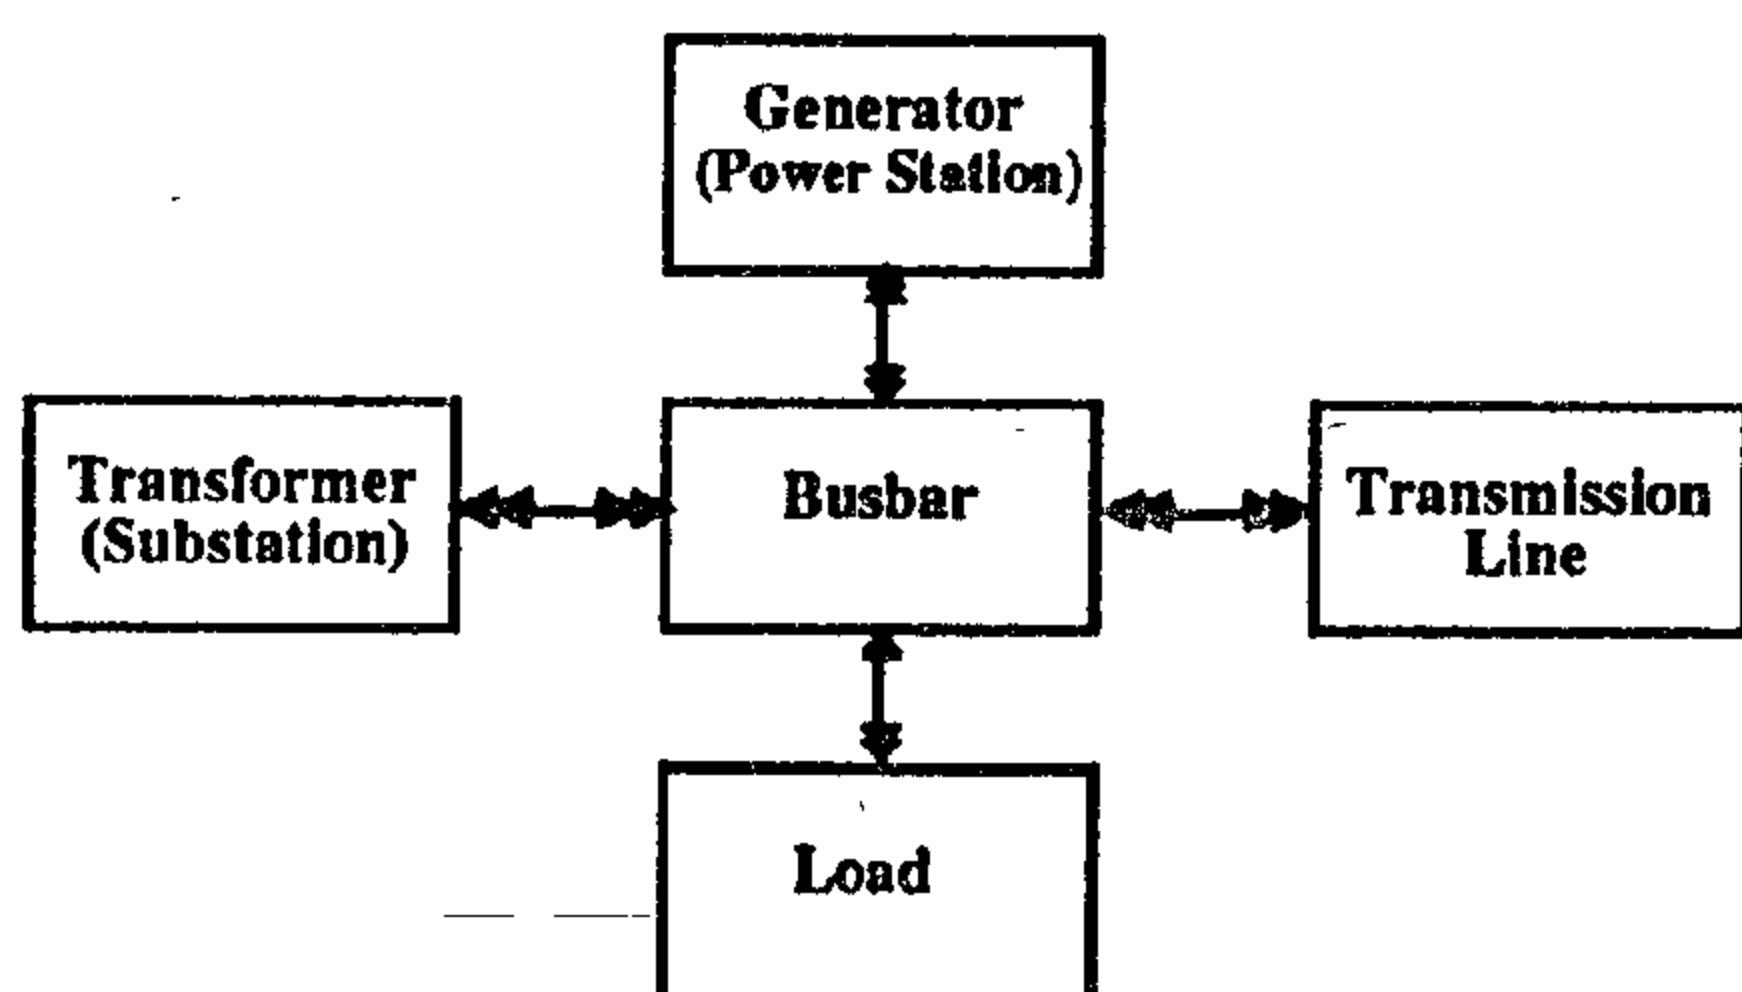 Generator
(Power Station)
Transformer
(Substation)
Busbar
Transmission
Line
Load